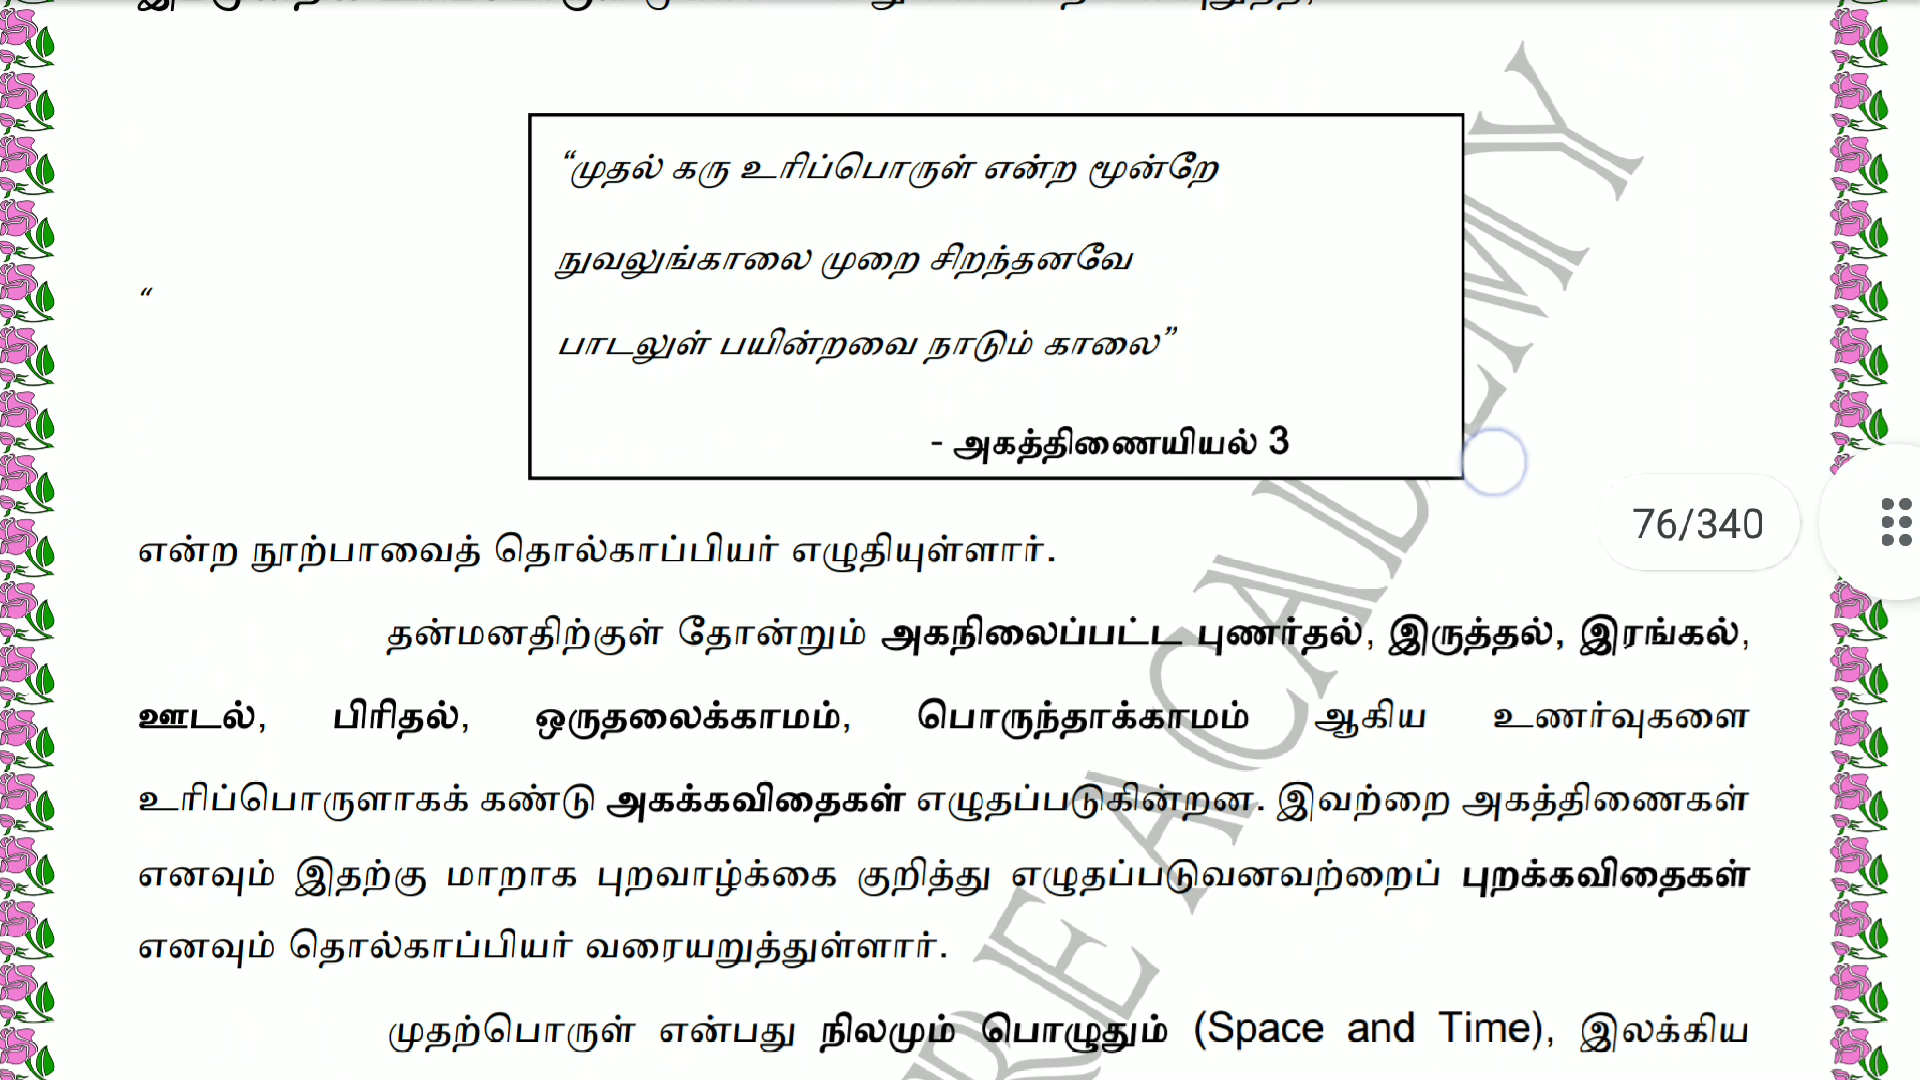 “முதல் கரு உரிப்பொருள் என்ற மூன்றே
நுவலுங்காலை முறை சிறந்தனவே
“
பாடலுள் பயின்றவை நாடும் காலை”
- அகத்திணையியல் 3
76/340
என்ற நூற்பாவைத் தொல்காப்பியர் எழுதியுள்ளார்.
தன்மனதிற்குள் தோன்றும் அகநிலைப்பட்ட புணர்தல், இருத்தல், இரங்கல்,
ஊடல், பிரிதல், ஒருதலைக்காமம், பொருந்தாக்காமம் ஆகிய உணர்வுகளை
உரிப்பொருளாகக் கண்டு அகக்கவிதைகள் எழுதப்படுகின்றன. இவற்றை அகத்திணைகள்
எனவும் இதற்கு மாறாக புறவாழ்க்கை குறித்து எழுதப்படுவனவற்றைப் புறக்கவிதைகள்
எனவும் தொல்காப்பியர் வரையறுத்துள்ளார்.
முதற்பொருள் என்பது நிலமும் பொழுதும் (Space and Time), இலக்கிய
ACADEMY